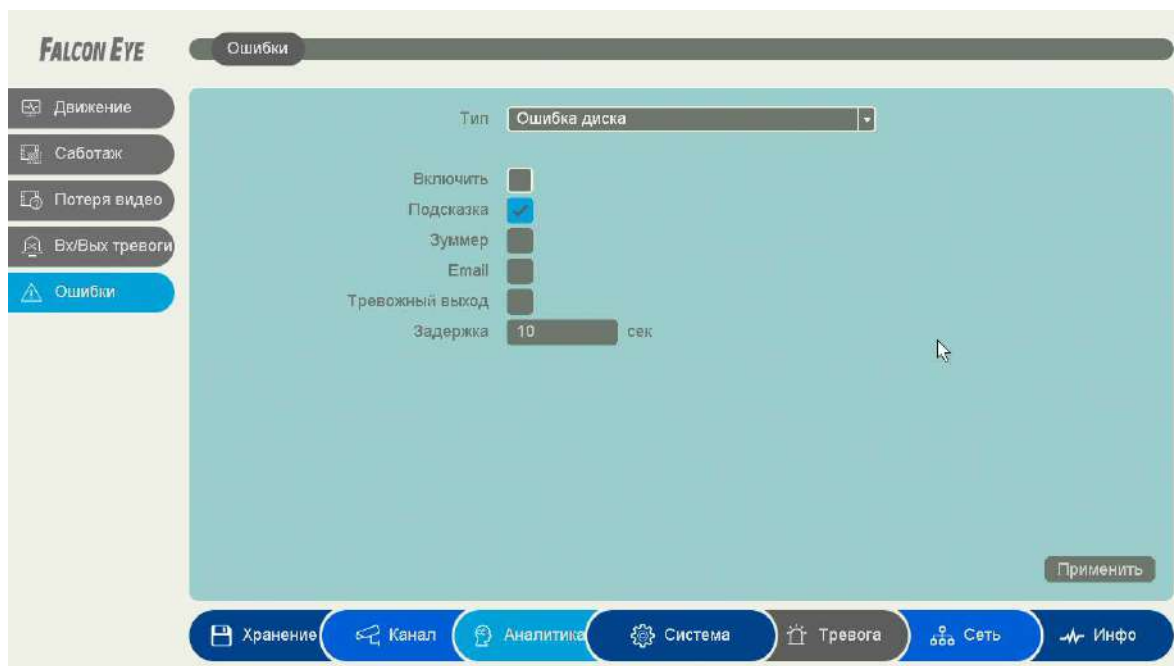 FALCON EYE
Ошибки
Движение
Саботаж
Потеря видео
Вх/Вых тревоги
Ошибки
Тип Ошибка диска
Включить
Подсказка
Зуммер
Email
Тревожный выход
Задержка 10 сек
Применить
Хранение Канал Аналитика Система Тревога Сеть Инфо